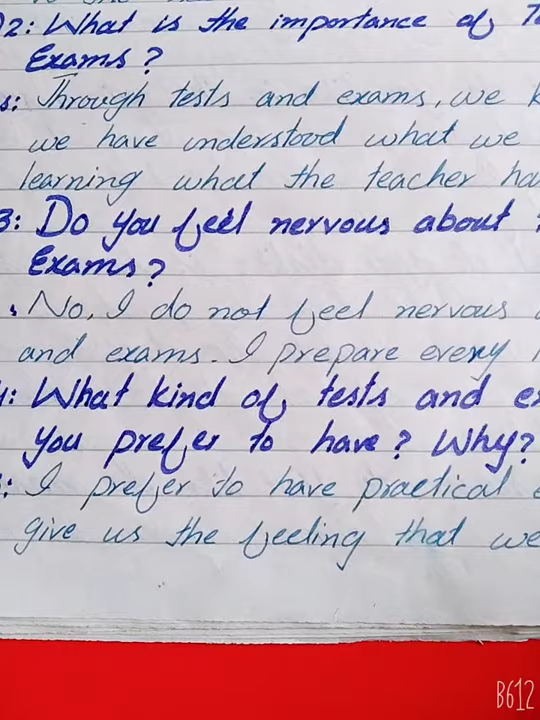 2: What is the importance of
Exams?
s: Through tests and exams, we
we have understood what we
learning what the teacher
3: Do you feel nervous about
Exams?
No, I do not feel nervous
and exams. I prepare every
4: What kind of tests and
you prefer to have? Why?
s: I prefer to have practical
give us the feeling that we
B612